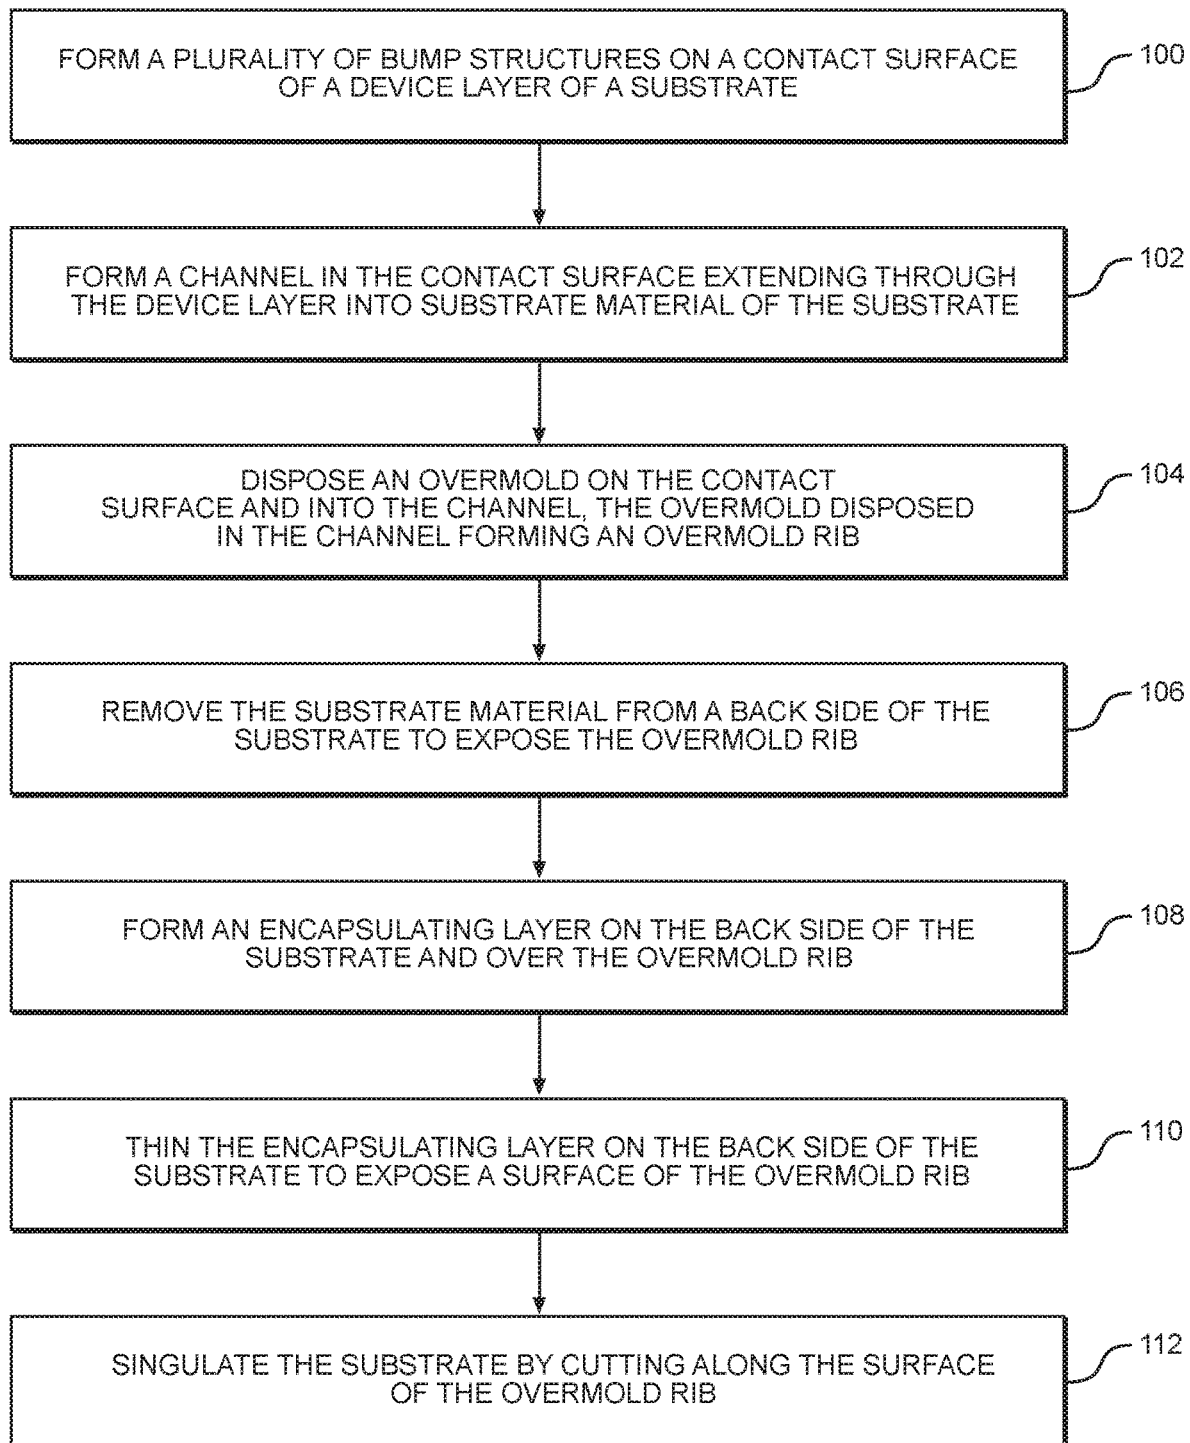 FORM A PLURALITY OF BUMP STRUCTURES ON A CONTACT SURFACE
OF A DEVICE LAYER OF A SUBSTRATE
100
FORM A CHANNEL IN THE CONTACT SURFACE EXTENDING THROUGH
THE DEVICE LAYER INTO SUBSTRATE MATERIAL OF THE SUBSTRATE
102
DISPOSE AN OVERMOLD ON THE CONTACT
SURFACE AND INTO THE CHANNEL, THE OVERMOLD DISPOSED
IN THE CHANNEL FORMING AN OVERMOLD RIB
104
REMOVE THE SUBSTRATE MATERIAL FROM A BACK SIDE OF THE
SUBSTRATE TO EXPOSE THE OVERMOLD RIB
106
FORM AN ENCAPSULATING LAYER ON THE BACK SIDE OF THE
SUBSTRATE AND OVER THE OVERMOLD RIB
108
THIN THE ENCAPSULATING LAYER ON THE BACK SIDE OF THE
SUBSTRATE TO EXPOSE A SURFACE OF THE OVERMOLD RIB
110
SINGULATE THE SUBSTRATE BY CUTTING ALONG THE SURFACE
OF THE OVERMOLD RIB
112